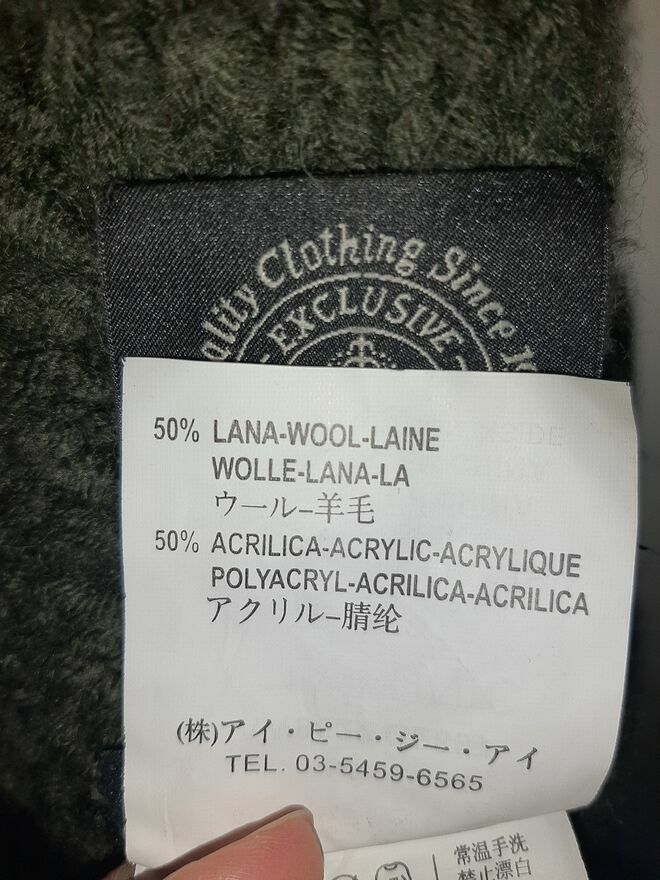 ality Clothing Since 19
EXCLUSIVE
50% LANA-WOOL-LAINE
WOLLE-LANA-LA
ウール–羊毛
50% ACRILICA-ACRYLIC-ACRYLIQUE
POLYACRYL-ACRILICA-ACRILICA
アクリル–腈纶
(株)アイ・ピー・ジー・アイ
TEL. 03-5459-6565
常温手洗
禁止漂白